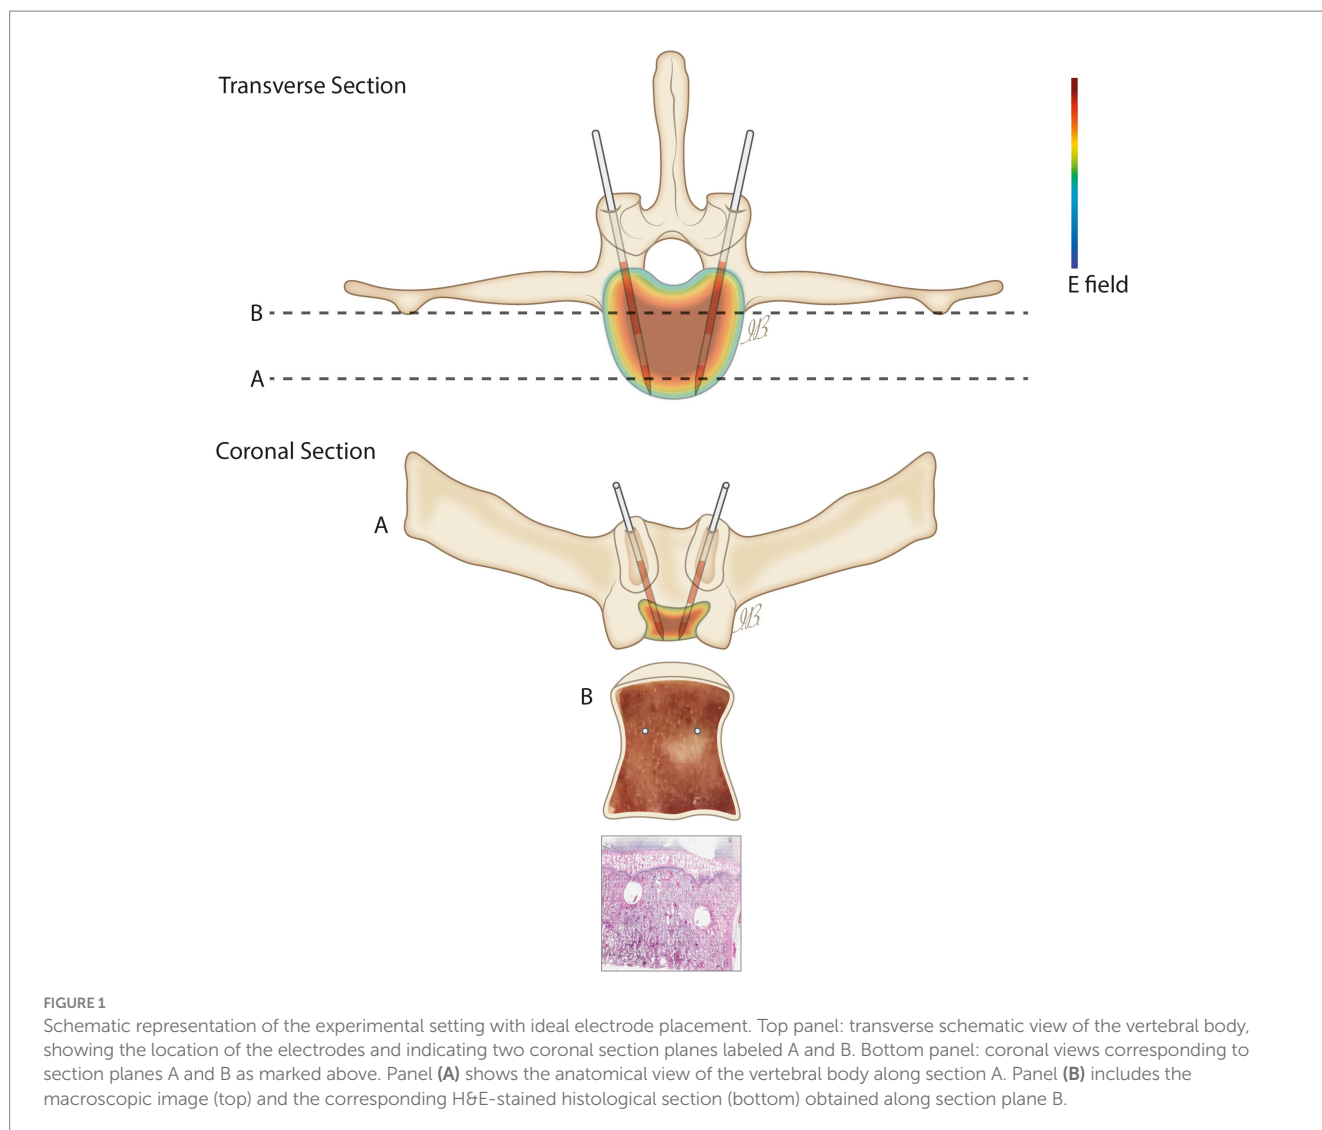 Transverse Section
E field
B
A
J.B.
Coronal Section
A
J.B.
B
FIGURE 1
Schematic representation of the experimental setting with ideal electrode placement. Top panel: transverse schematic view of the vertebral body,
showing the location of the electrodes and indicating two coronal section planes labeled A and B. Bottom panel: coronal views corresponding to
section planes A and B as marked above. Panel (A) shows the anatomical view of the vertebral body along section A. Panel (B) includes the
macroscopic image (top) and the corresponding H&E-stained histological section (bottom) obtained along section plane B.